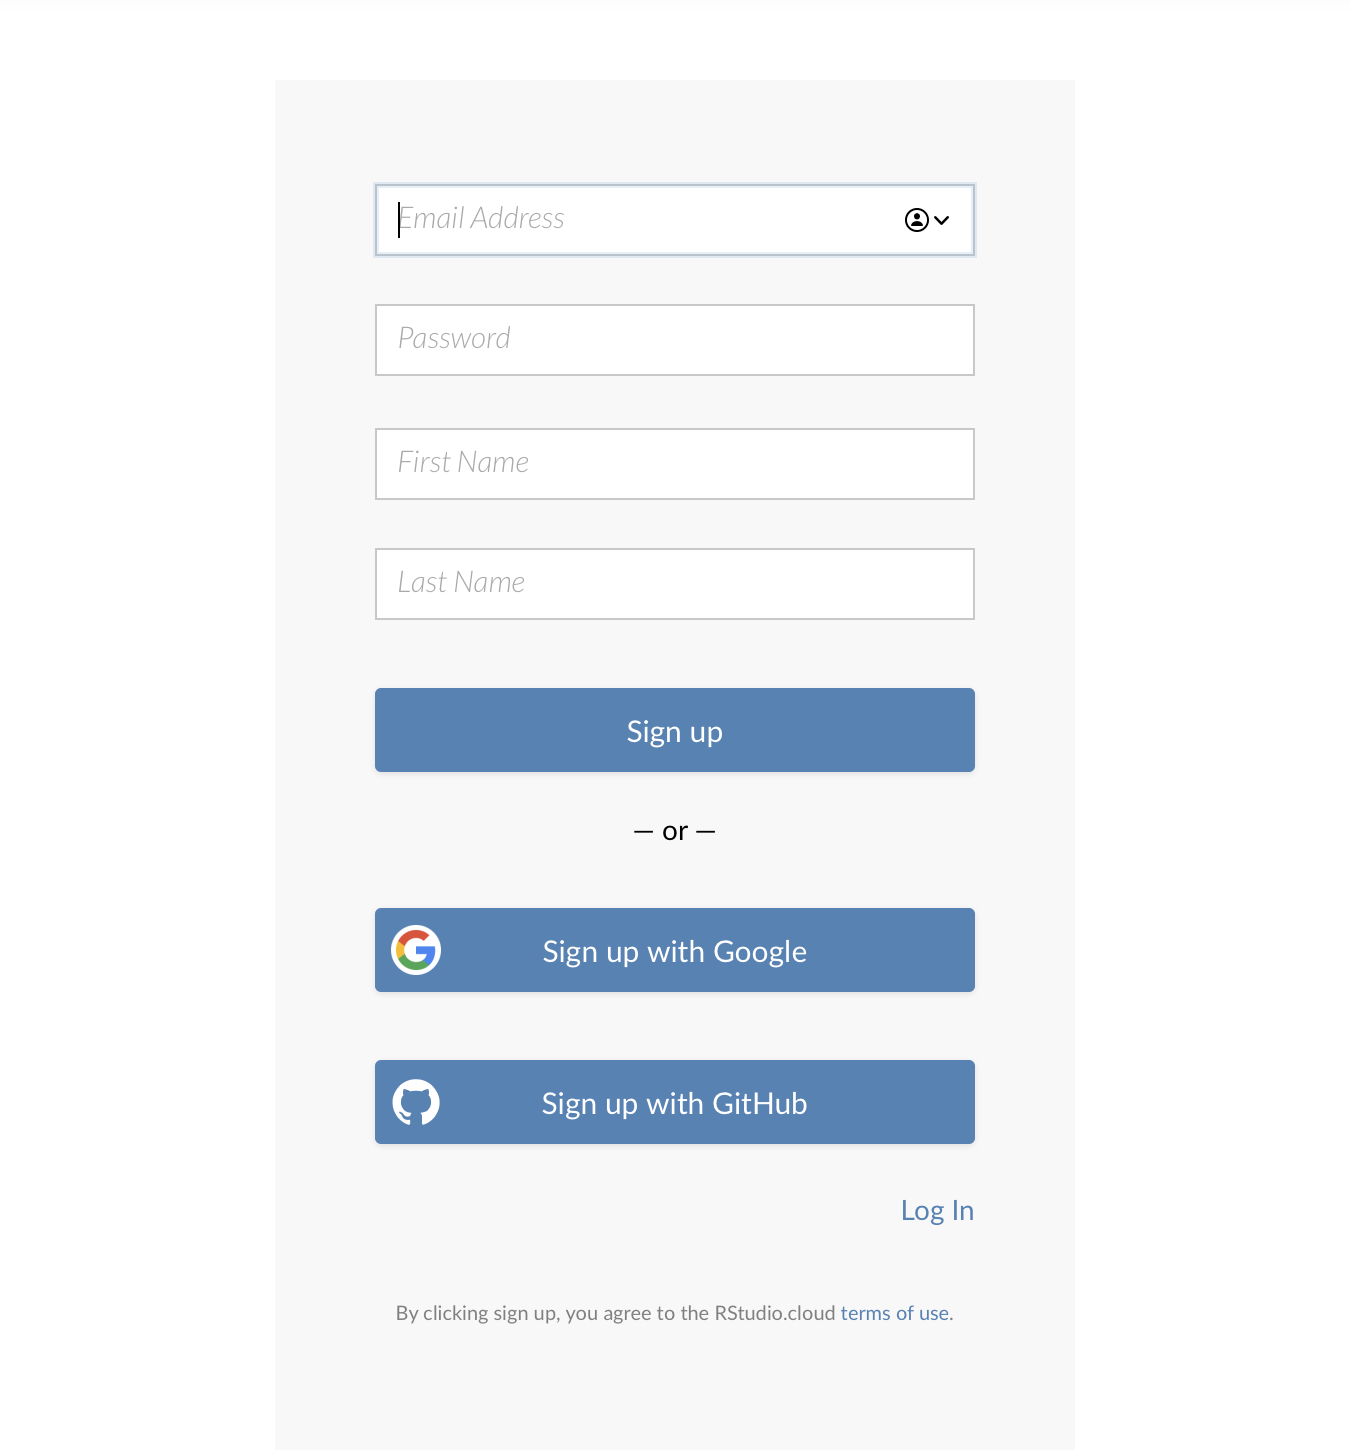 Email Address
Password
First Name
Last Name
Sign up
— or —
Sign up with Google
Sign up with GitHub
Log In
By clicking sign up, you agree to the RStudio.cloud terms of use.